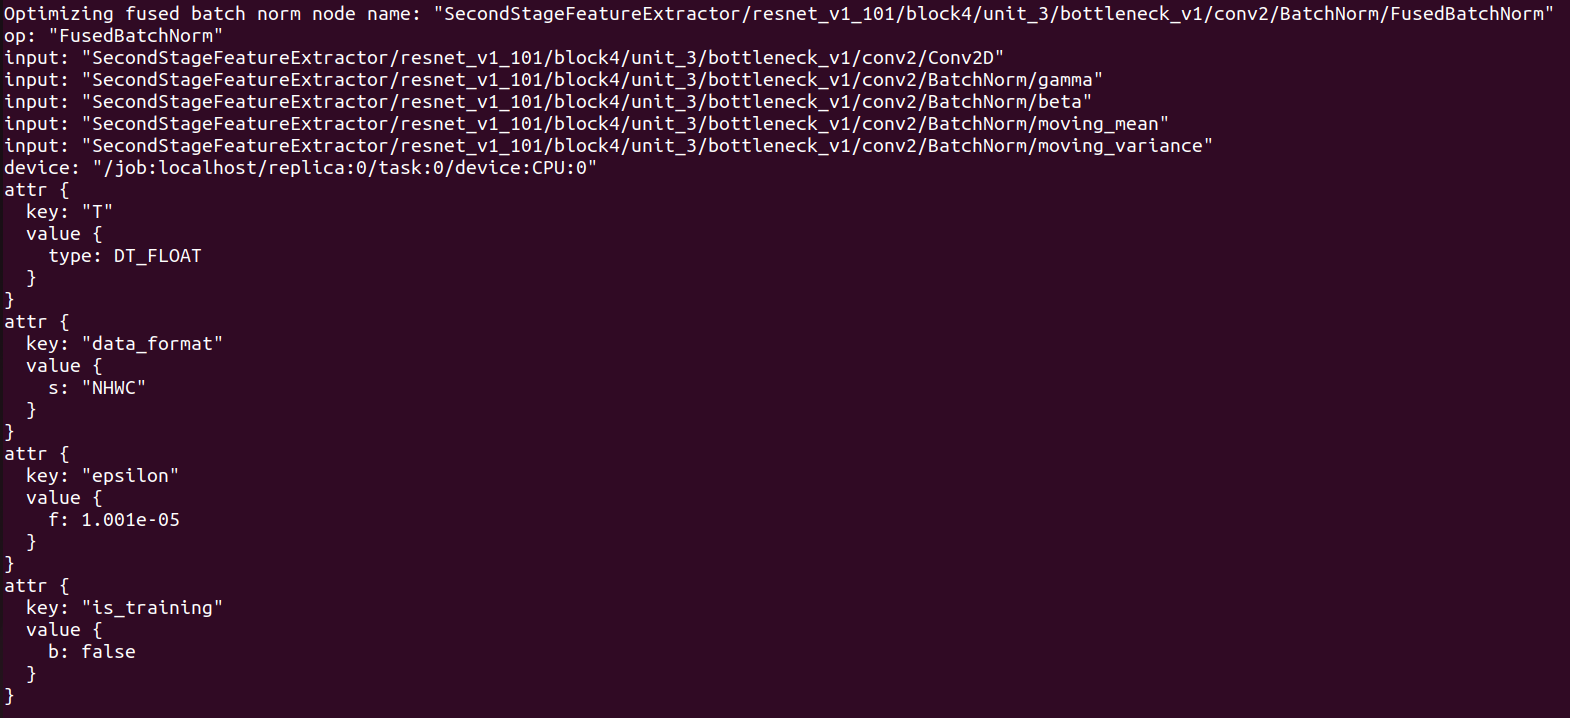 Optimizing fused batch norm node name: "SecondStageFeatureExtractor/resnet_v1_101/block4/unit_3/bottleneck_v1/conv2/BatchNorm/FusedBatchNorm"
op: "FusedBatchNorm"
input: "SecondStageFeatureExtractor/resnet_v1_101/block4/unit_3/bottleneck_v1/conv2/Conv2D"
input: "SecondStageFeatureExtractor/resnet_v1_101/block4/unit_3/bottleneck_v1/conv2/BatchNorm/gamma"
input: "SecondStageFeatureExtractor/resnet_v1_101/block4/unit_3/bottleneck_v1/conv2/BatchNorm/beta"
input: "SecondStageFeatureExtractor/resnet_v1_101/block4/unit_3/bottleneck_v1/conv2/BatchNorm/moving_mean"
input: "SecondStageFeatureExtractor/resnet_v1_101/block4/unit_3/bottleneck_v1/conv2/BatchNorm/moving_variance"
device: "/job:localhost/replica:0/task:0/device:CPU:0"
attr {
  key: "T"
  value {
    type: DT_FLOAT
  }
}
attr {
  key: "data_format"
  value {
    s: "NHWC"
  }
}
attr {
  key: "epsilon"
  value {
    f: 1.001e-05
  }
}
attr {
  key: "is_training"
  value {
    b: false
  }
}